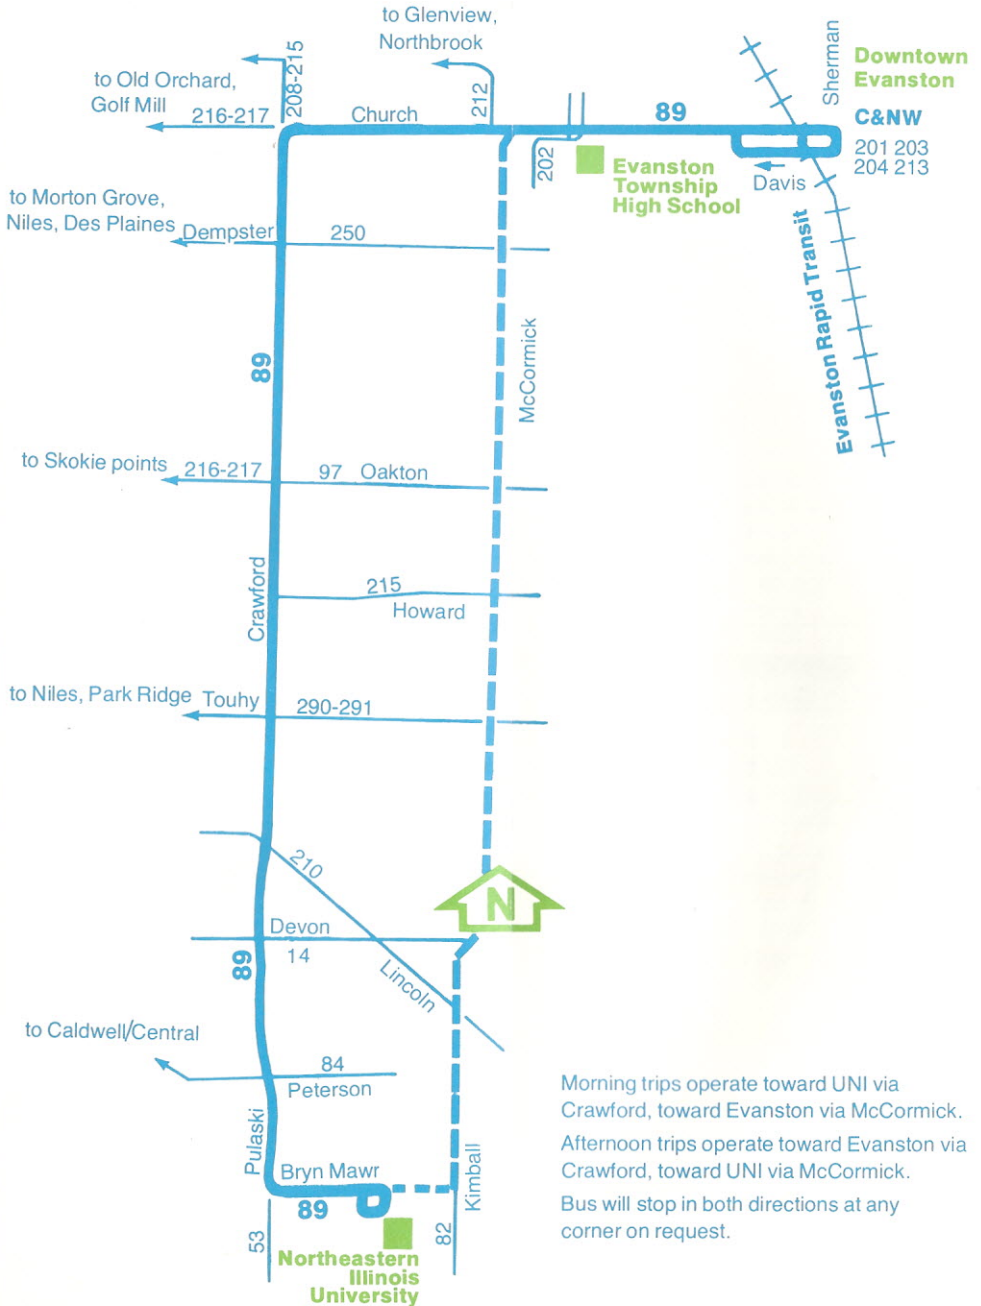 to Glenview,
Northbrook
to Old Orchard,
Golf Mill
208-215
216-217
212
Church
89
Sherman
Downtown
Evanston
C&NW
201 203
204 213
202
Evanston
Township
High School
Davis
to Morton Grove,
Niles, Des Plaines
Dempster
250
Evanston Rapid Transit
89
McCormick
to Skokie points
216-217
97 Oakton
Crawford
215
Howard
to Niles, Park Ridge
Touhy
290-291
210
N
Devon
14
89
Lincoln
to Caldwell/Central
84
Peterson
Morning trips operate toward UNI via
Crawford, toward Evanston via McCormick.
Afternoon trips operate toward Evanston via
Crawford, toward UNI via McCormick.
Bus will stop in both directions at any
corner on request.
Pulaski
Bryn Mawr
Kimball
89
53
82
Northeastern
Illinois
University